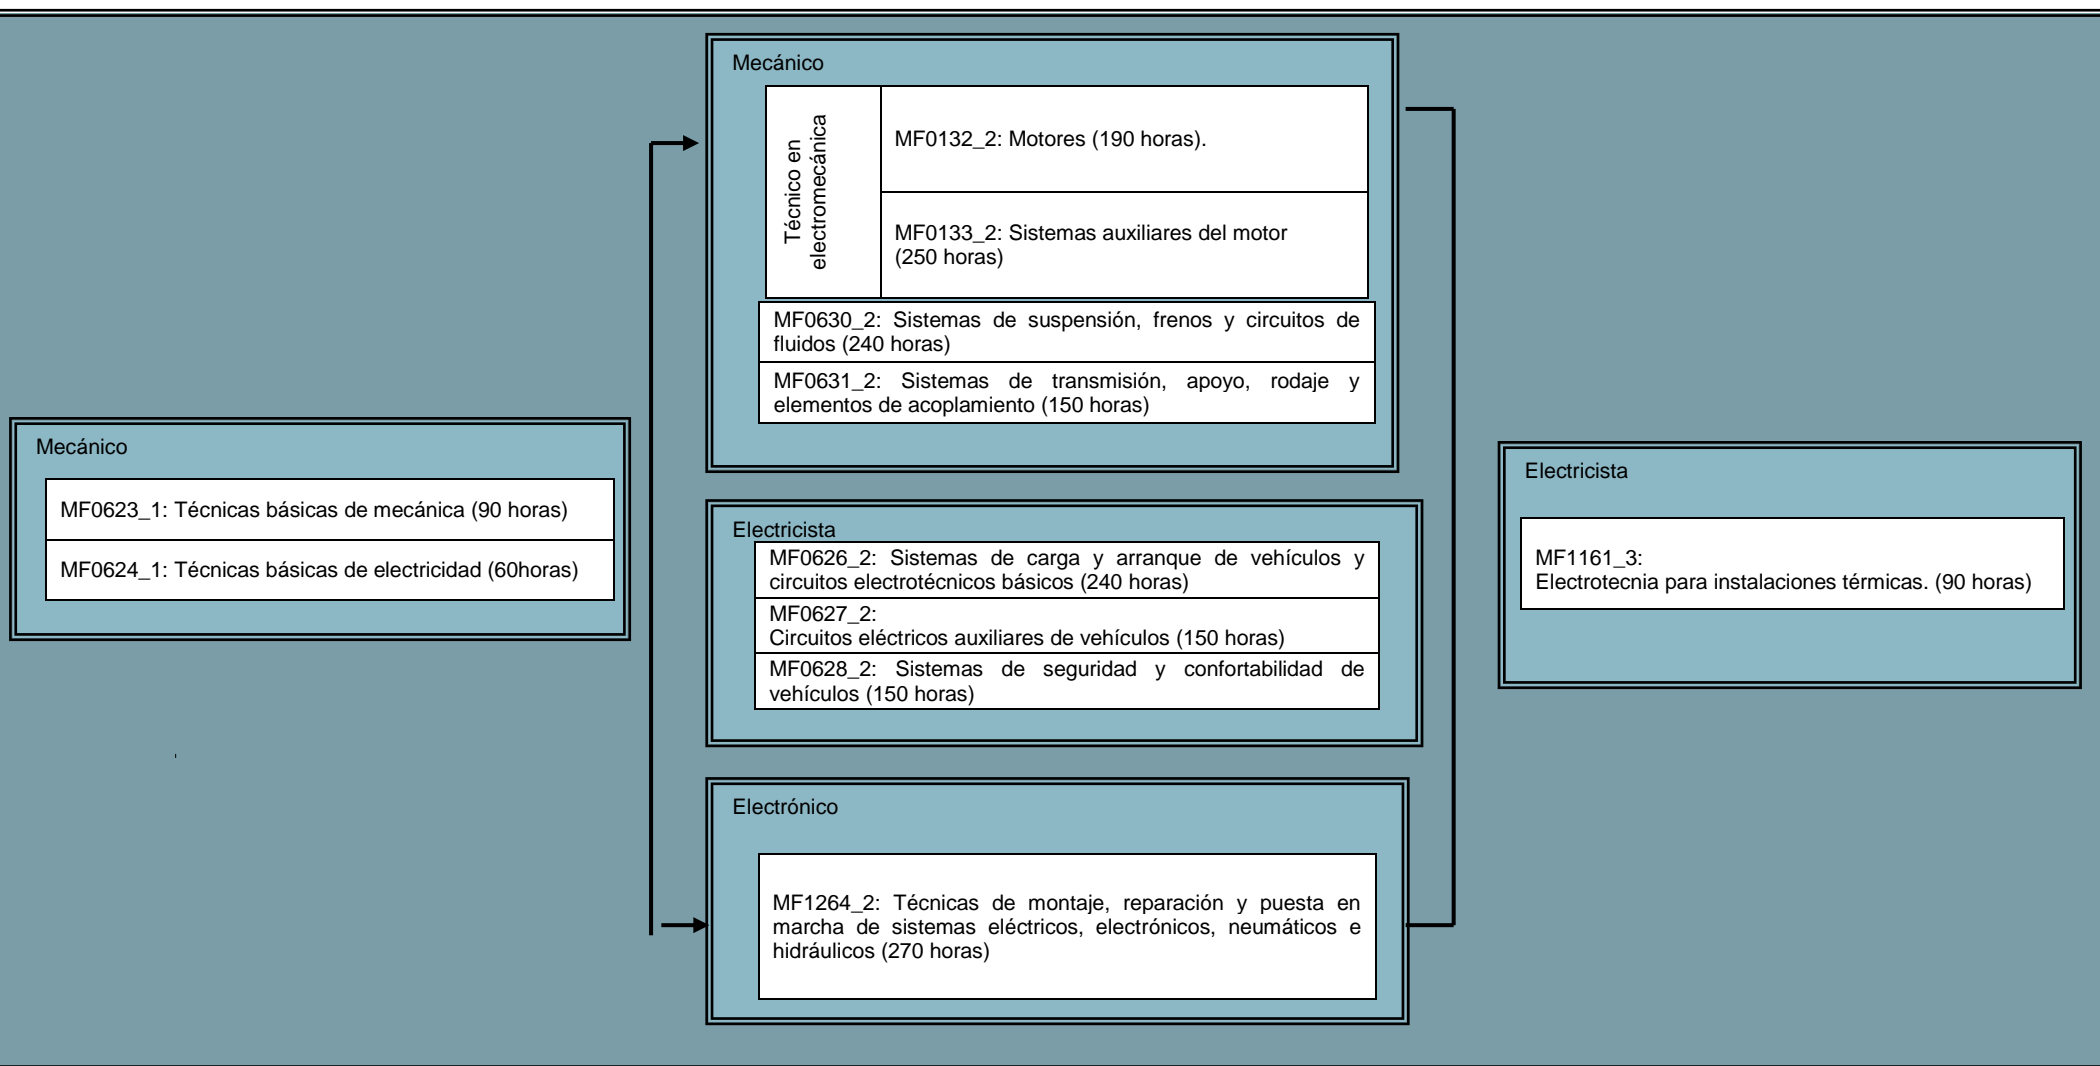 Mecánico
MF0623_1: Técnicas básicas de mecánica (90 horas)
MF0624_1: Técnicas básicas de electricidad (60horas)
Mecánico
Técnico en
electromecánica
MF0132_2: Motores (190 horas).
MF0133_2: Sistemas auxiliares del motor
(250 horas)
MF0630_2: Sistemas de suspensión, frenos y circuitos de
fluidos (240 horas)
MF0631_2: Sistemas de transmisión, apoyo, rodaje y
elementos de acoplamiento (150 horas)
Electricista
MF0626_2: Sistemas de carga y arranque de vehículos y
circuitos electrotécnicos básicos (240 horas)
MF0627_2:
Circuitos eléctricos auxiliares de vehículos (150 horas)
MF0628_2: Sistemas de seguridad y confortabilidad de
vehículos (150 horas)
Electrónico
MF1264_2: Técnicas de montaje, reparación y puesta en
marcha de sistemas eléctricos, electrónicos, neumáticos e
hidráulicos (270 horas)
Electricista
MF1161_3:
Electrotecnia para instalaciones térmicas. (90 horas)